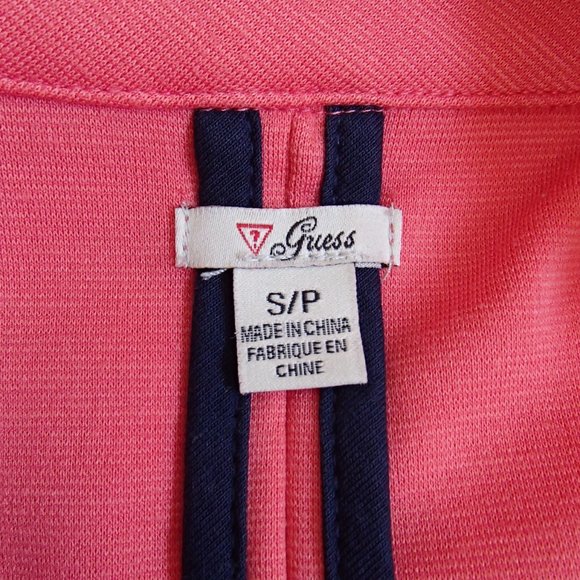 ? Guess
S/P
MADE IN CHINA
FABRIQUE EN
CHINE